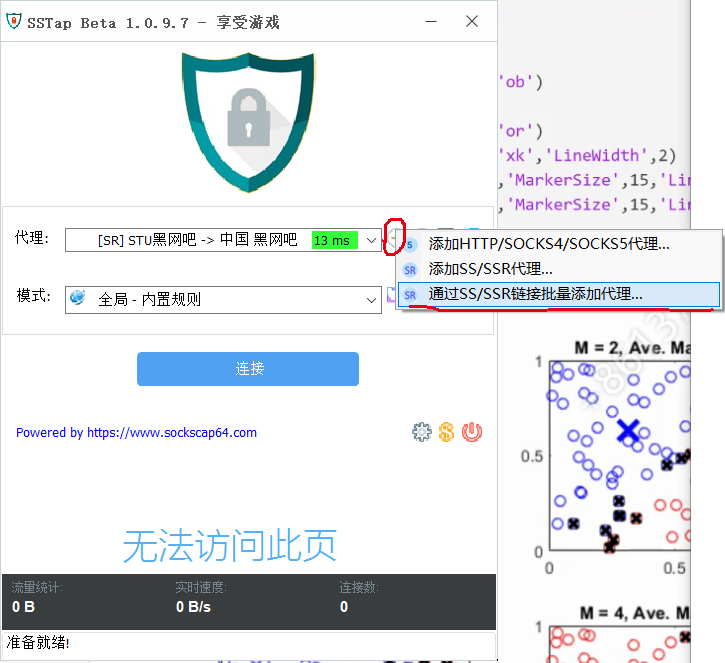 SSTap Beta 1.0.9.7 - 享受游戏
'ob')
'or')
'xk','LineWidth',2)
,'MarkerSize',15,'Lin
,'MarkerSize',15,'Lin
代理:
[SR] STU黑网吧 -> 中国 黑网吧
13 ms
添加HTTP/SOCKS4/SOCKS5代理...
SR 添加SS/SSR代理...
SR 通过SS/SSR链接批量添加代理...
模式:
全局 - 内置规则
M = 2, Ave. Ma
连接
1
0.5
0
0
0.5
Powered by https://www.sockscap64.com
无法访问此页
流量统计:
实时速度:
连接数:
0 B
0 B/s
0
M = 4, Ave. Ma
1
准备就绪!